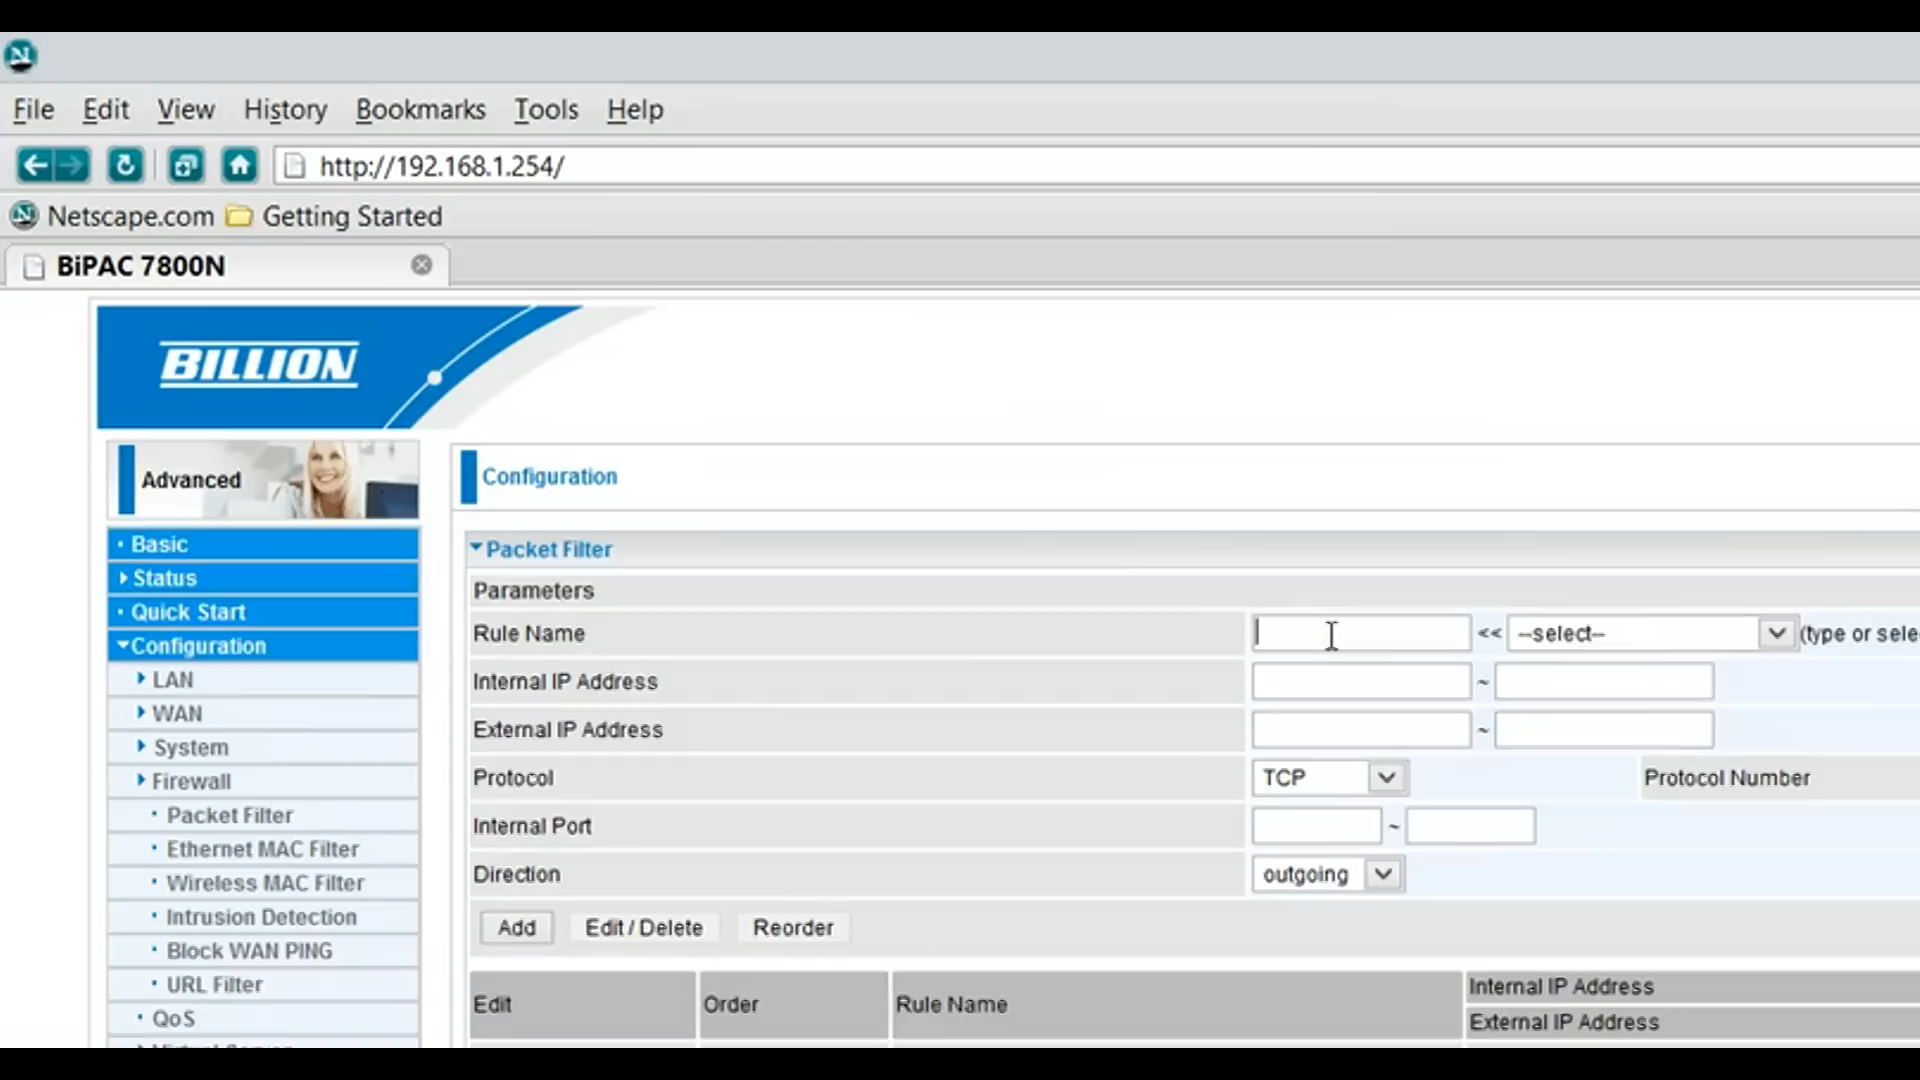 File Edit View History Bookmarks Tools Help
http://192.168.1.254/
Netscape.com Getting Started
BiPAC 7800N
BILLION
Advanced
Configuration
Basic
Status
Quick Start
Configuration
LAN
WAN
System
Firewall
Packet Filter
Ethernet MAC Filter
Wireless MAC Filter
Intrusion Detection
Block WAN PING
URL Filter
QoS
Packet Filter
Parameters
Rule Name << --select-- (type or sele
Internal IP Address ~
External IP Address ~
Protocol TCP Protocol Number
Internal Port ~
Direction outgoing
Add Edit / Delete Reorder
Edit Order Rule Name Internal IP Address
External IP Address